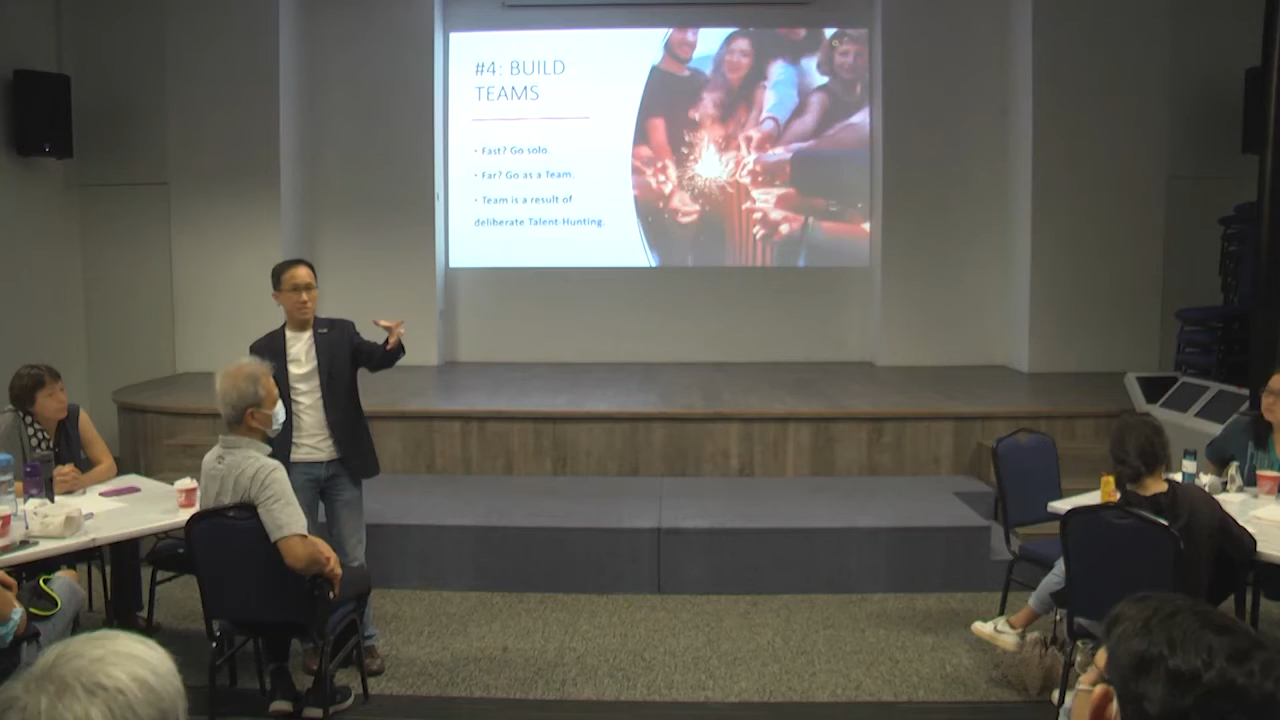 #4: BUILD
TEAMS
• Fast? Go solo.
• Far? Go as a Team.
• Team is a result of
deliberate Talent-Hunting.